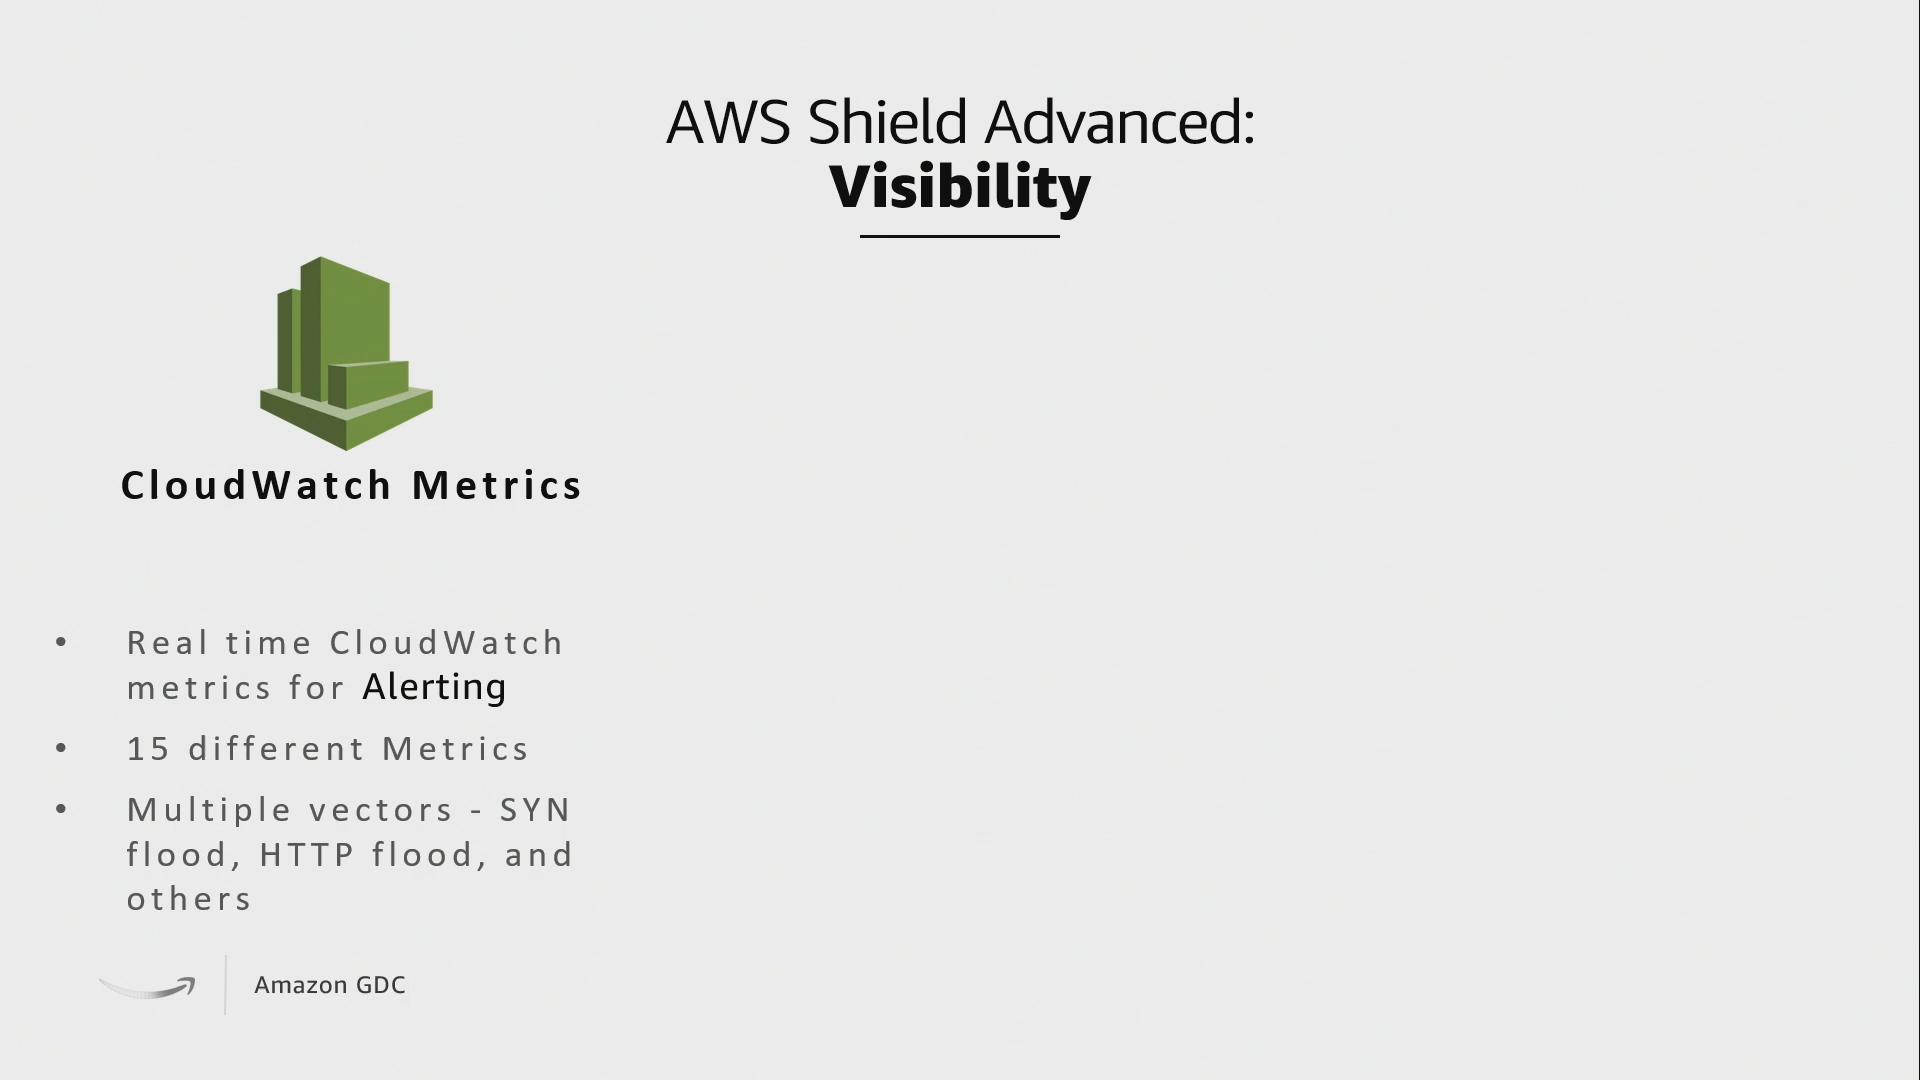 AWS Shield Advanced:
Visibility
CloudWatch Metrics
• Real time CloudWatch
metrics for Alerting
• 15 different Metrics
• Multiple vectors - SYN
flood, HTTP flood, and
others
Amazon GDC